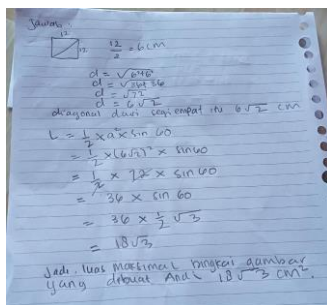 Jawab:
12
12
12/2 = 6 cm
d = √6²+6²
d = √36+36
d = √72
d = 6√2
diagonal dari segiempat itu 6√2 cm
L = 1/2 × a² × sin 60
= 1/2 × (6√2)² × sin 60
= 1/2 × 72 × sin 60
= 36 × sin 60
= 36 × 1/2 √3
= 18√3
Jadi, luas maksimal bingkai gambar
yang dibuat Andi 18√3 cm².